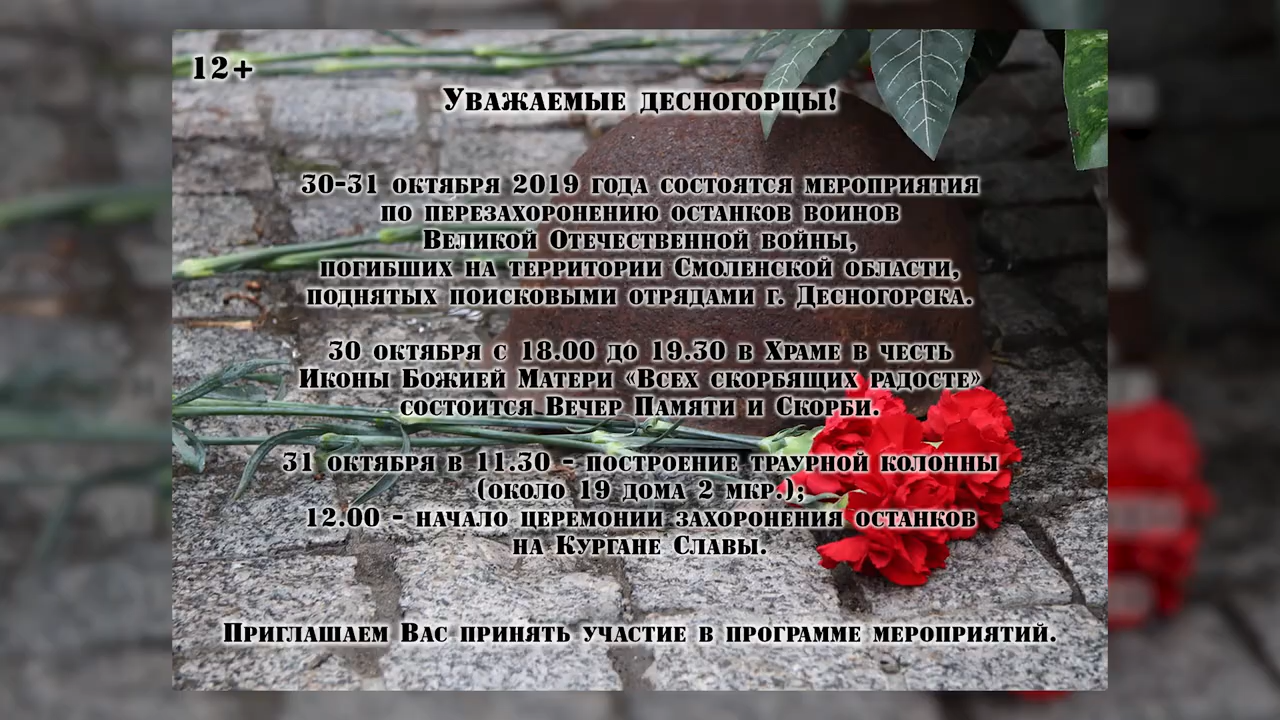 12+
Уважаемые десногорцы!
30-31 октября 2019 года состоятся мероприятия
по перезахоронению останков воинов
Великой Отечественной войны,
погибших на территории Смоленской области,
поднятых поисковыми отрядами г. Десногорска.
30 октября с 18.00 до 19.30 в Храме в честь
Иконы Божией Матери «Всех скорбящих радосте»
состоится Вечер Памяти и Скорби.
31 октября в 11.30 - построение траурной колонны
(около 19 дома 2 мкр.);
12.00 - начало церемонии захоронения останков
на Кургане Славы.
Приглашаем Вас принять участие в программе мероприятий.